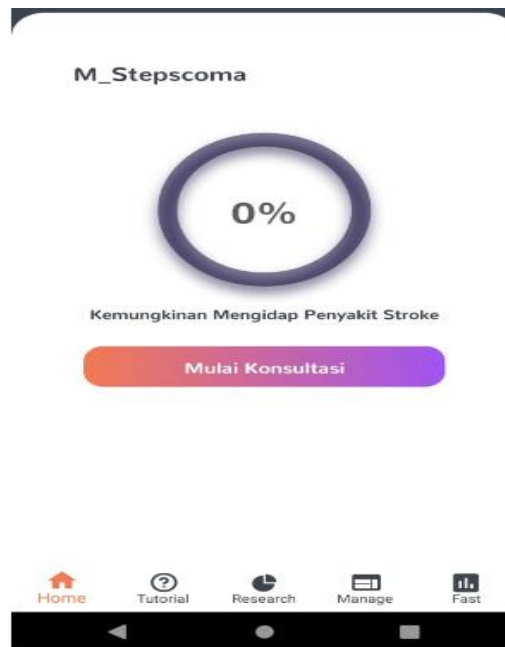 M_Stepscoma
0%
Kemungkinan Mengidap Penyakit Stroke
Mulai Konsultasi
Home
Tutorial
Research
Manage
Fast